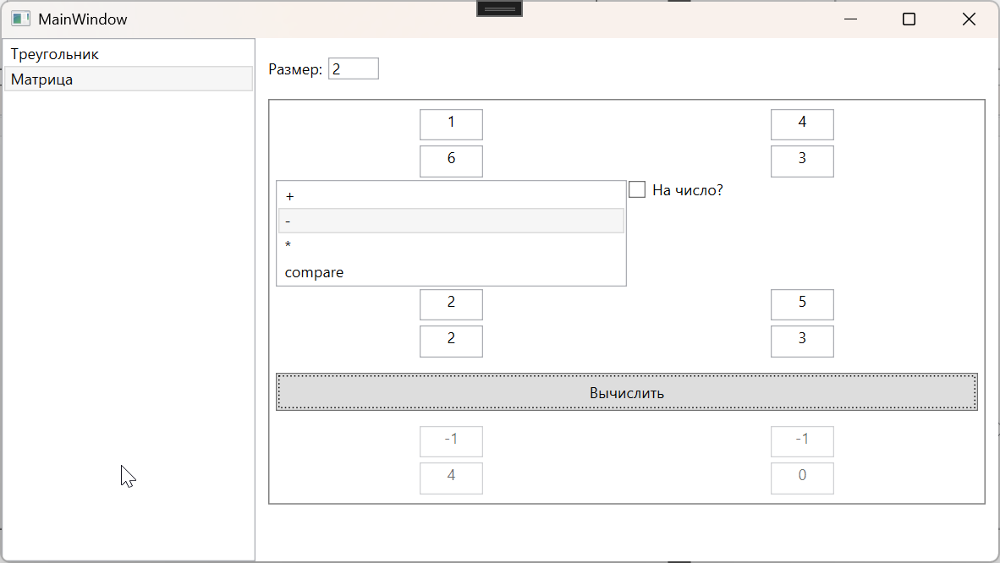 MainWindow
Треугольник
Матрица
Размер: 2
1 4
6 3
+
-
*
compare
На число?
2 5
2 3
Вычислить
-1 -1
4 0